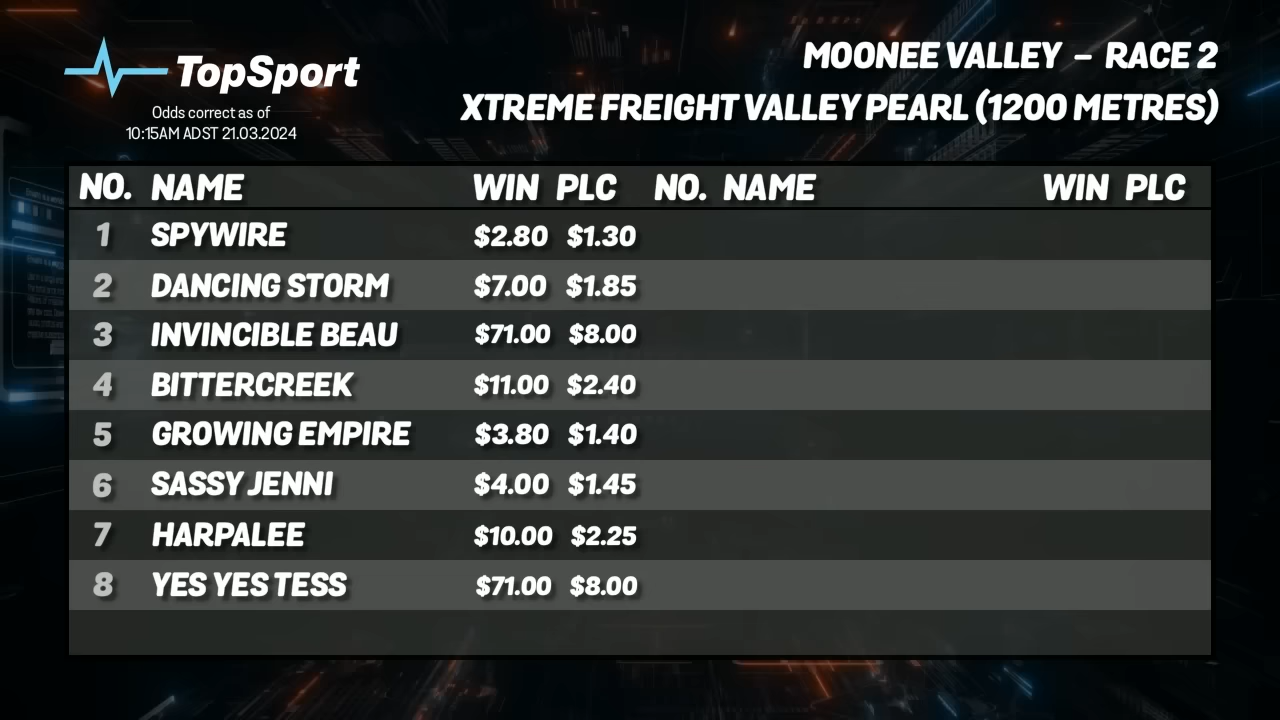 TopSport
Odds correct as of
10:15AM ADST 21.03.2024
MOONEE VALLEY – RACE 2
XTREME FREIGHT VALLEY PEARL (1200 METRES)
NO. NAME WIN PLC NO. NAME WIN PLC
1 SPYWIRE $2.80 $1.30
2 DANCING STORM $7.00 $1.85
3 INVINCIBLE BEAU $71.00 $8.00
4 BITTERCREEK $11.00 $2.40
5 GROWING EMPIRE $3.80 $1.40
6 SASSY JENNI $4.00 $1.45
7 HARPALEE $10.00 $2.25
8 YES YES TESS $71.00 $8.00